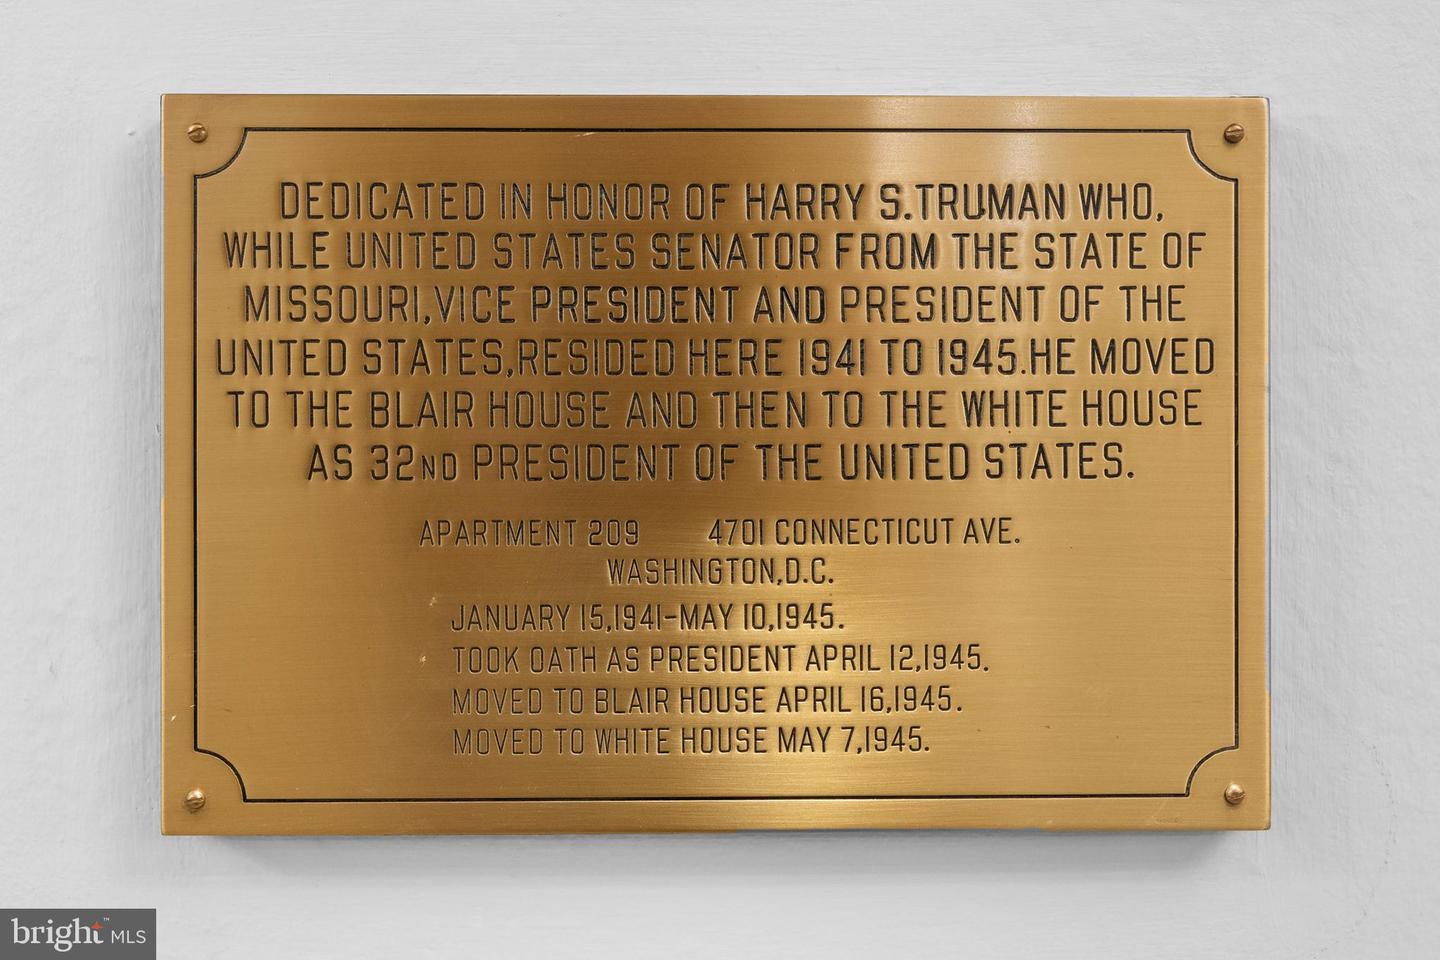 DEDICATED IN HONOR OF HARRY S.TRUMAN WHO,
WHILE UNITED STATES SENATOR FROM THE STATE OF
MISSOURI,VICE PRESIDENT AND PRESIDENT OF THE
UNITED STATES,RESIDED HERE 1941 TO 1945.HE MOVED
TO THE BLAIR HOUSE AND THEN TO THE WHITE HOUSE
AS 32ND PRESIDENT OF THE UNITED STATES.
APARTMENT 209 4701 CONNECTICUT AVE.
WASHINGTON,D.C.
JANUARY 15,1941-MAY 10,1945.
TOOK OATH AS PRESIDENT APRIL 12,1945.
MOVED TO BLAIR HOUSE APRIL 16,1945.
MOVED TO WHITE HOUSE MAY 7,1945.
bright™ MLS